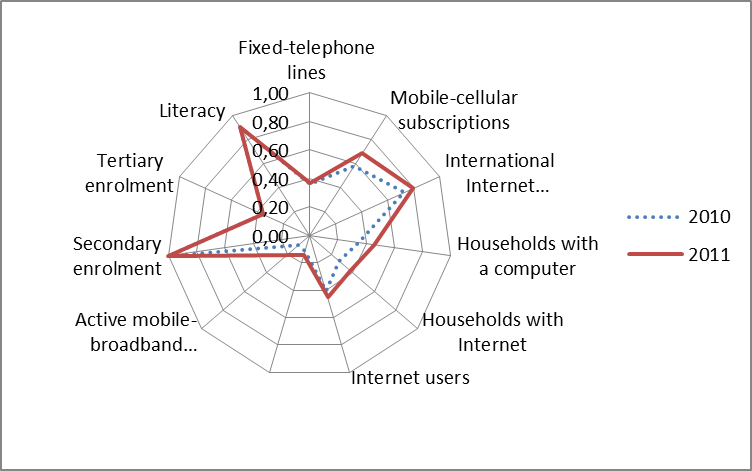 Fixed-telephone
lines
Mobile-cellular
subscriptions
International
Internet...
Households with
a computer
Households with
Internet
Internet users
Active mobile-
broadband...
Secondary
enrolment
Tertiary
enrolment
Literacy
1,00
0,80
0,60
0,40
0,20
0,00
2010
2011